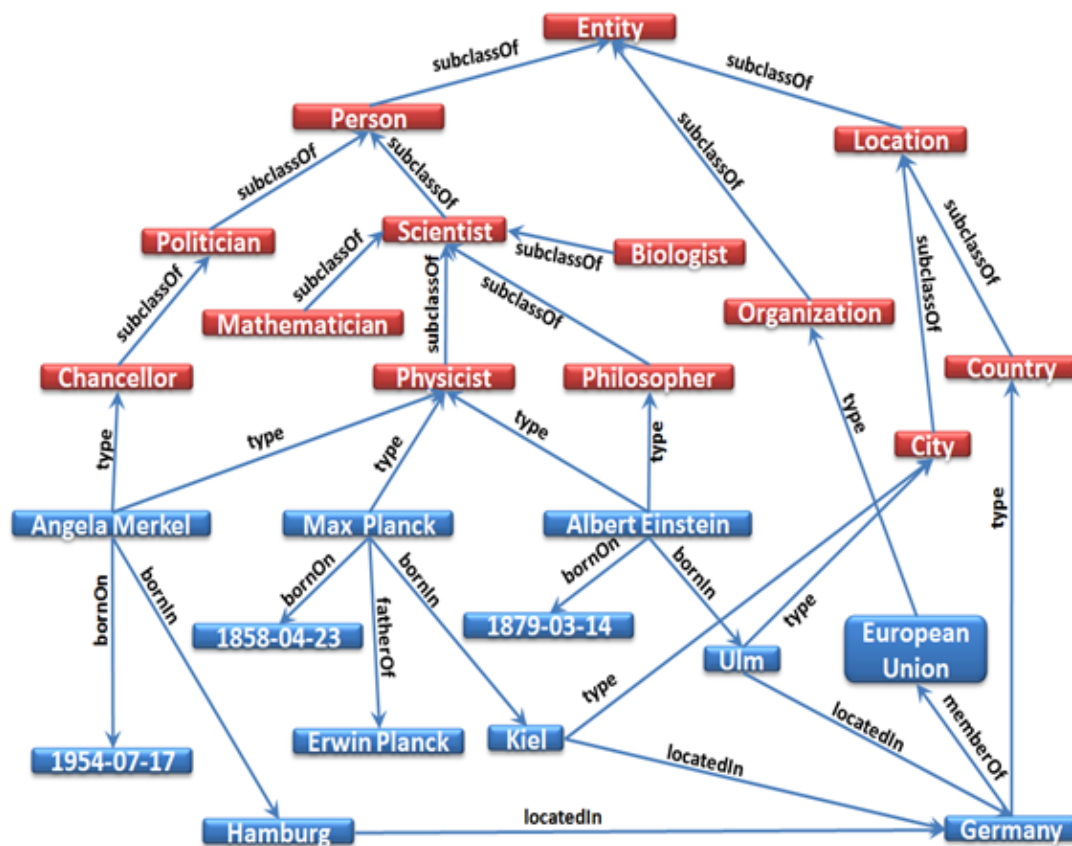 Entity
subclassOf
subclassOf
Person
Location
subclassOf
subclassOf
subclassOf
subclassOf
subclassOf
Politician
Scientist
Biologist
subclassOf
subclassOf
subclassOf
subclassOf
subclassOf
Mathematician
Organization
Chancellor
Physicist
Philosopher
Country
type
type
type
type
type
type
City
type
Angela Merkel
Max Planck
Albert Einstein
bornOn
bornIn
bornOn
bornIn
bornOn
bornIn
fatherOf
1858-04-23
1879-03-14
type
Ulm
European
Union
type
locatedIn
memberOf
1954-07-17
Erwin Planck
Kiel
locatedIn
Hamburg
locatedIn
Germany